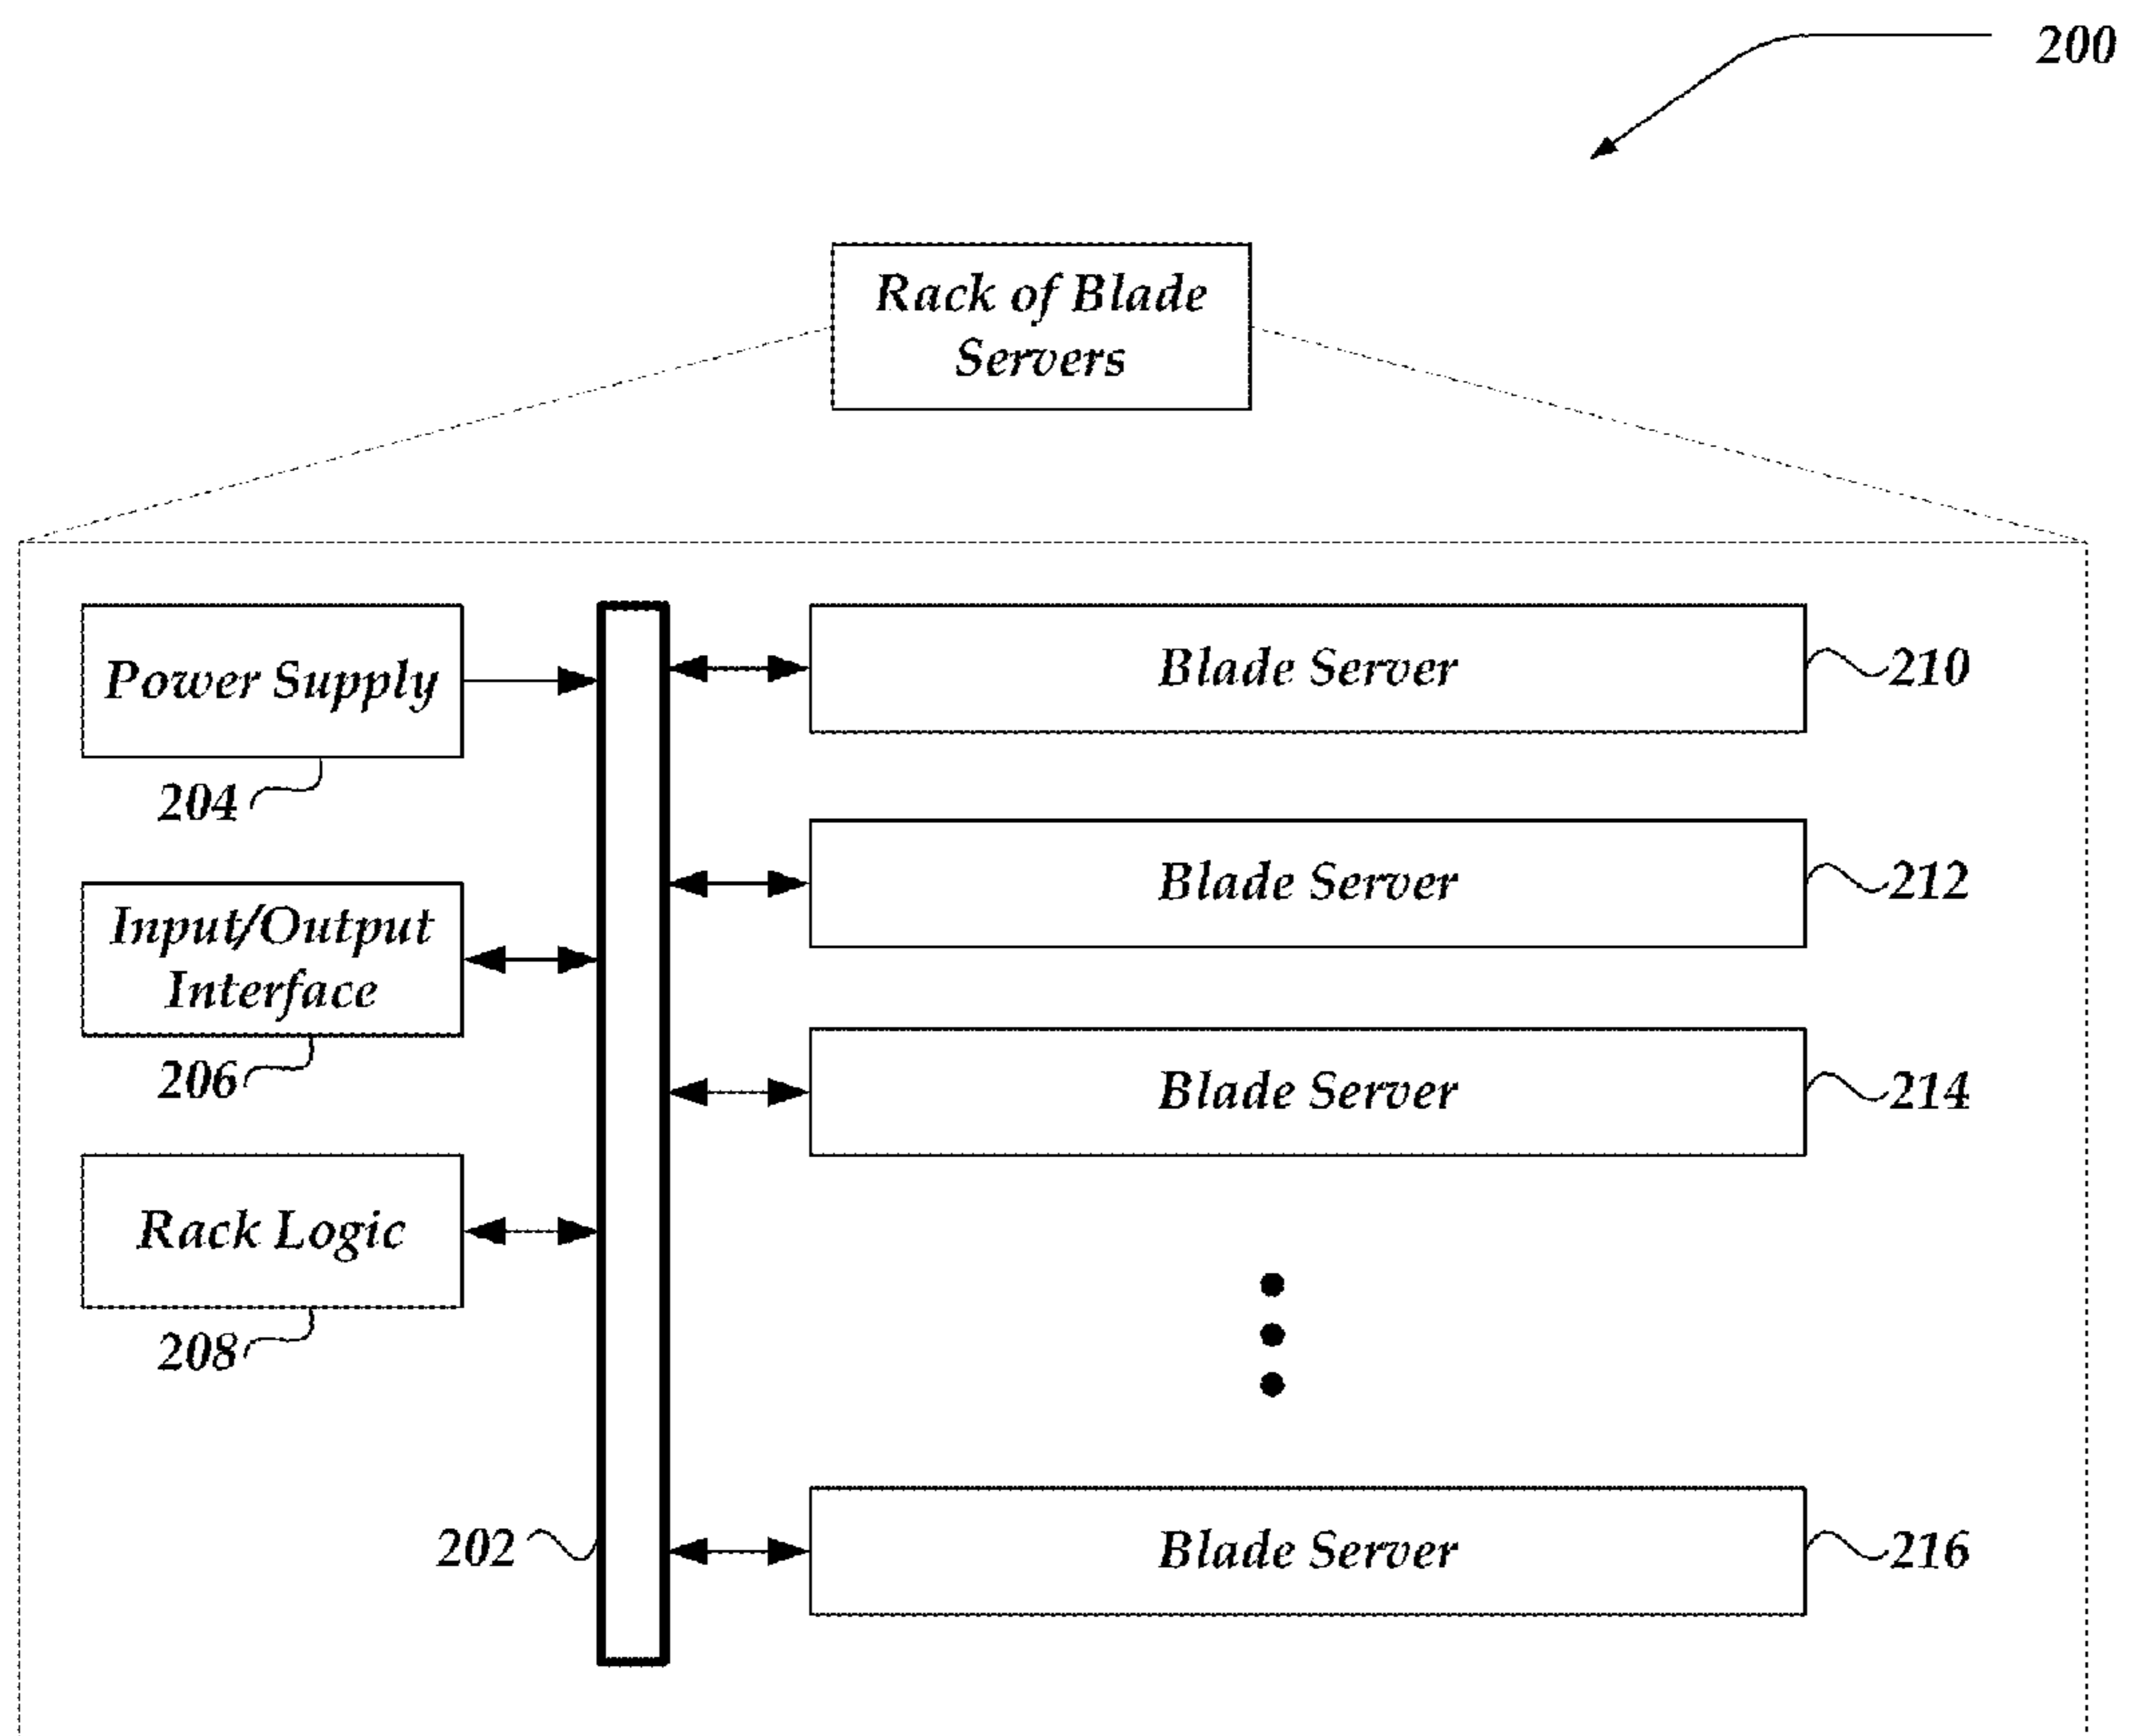 200
Rack of Blade
Servers
Power Supply
204
Input/Output
Interface
206
Rack Logic
208
202
Blade Server
210
Blade Server
212
Blade Server
214
Blade Server
216